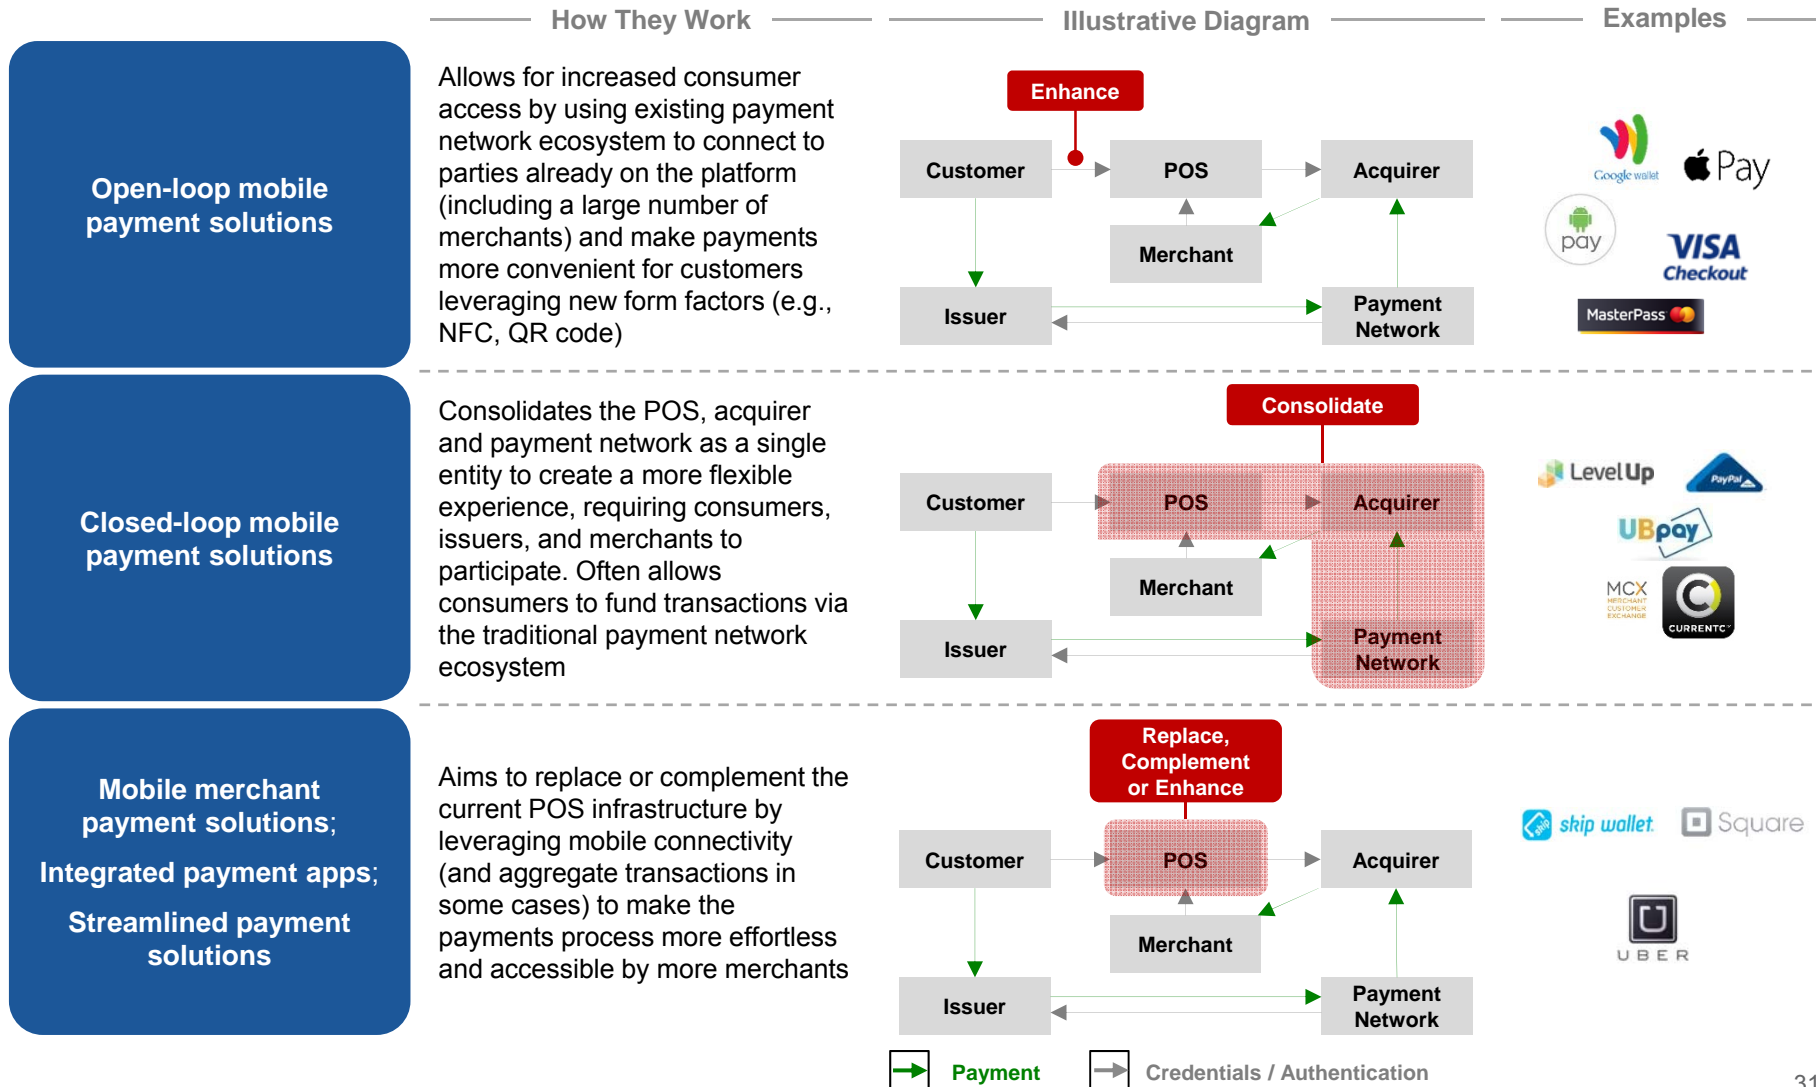 How They Work
Illustrative Diagram
Examples
Open-loop mobile
payment solutions
Allows for increased consumer
access by using existing payment
network ecosystem to connect to
parties already on the platform
(including a large number of
merchants) and make payments
more convenient for customers
leveraging new form factors (e.g.,
NFC, QR code)
Enhance
Customer
POS
Acquirer
Merchant
Issuer
Payment
Network
Google wallet
Pay
pay
VISA
Checkout
MasterPass
Closed-loop mobile
payment solutions
Consolidates the POS, acquirer
and payment network as a single
entity to create a more flexible
experience, requiring consumers,
issuers, and merchants to
participate. Often allows
consumers to fund transactions via
the traditional payment network
ecosystem
Consolidate
Customer
POS
Acquirer
Merchant
Issuer
Payment
Network
LevelUp
PayPal
UBpay
MCX
MERCHANT
CUSTOMER
EXCHANGE
CURRENTC
Mobile merchant
payment solutions;
Integrated payment apps;
Streamlined payment
solutions
Aims to replace or complement the
current POS infrastructure by
leveraging mobile connectivity
(and aggregate transactions in
some cases) to make the
payments process more effortless
and accessible by more merchants
Replace,
Complement
or Enhance
Customer
POS
Acquirer
Merchant
Issuer
Payment
Network
skip
skip wallet.
Square
UBER
Payment
Credentials / Authentication
31